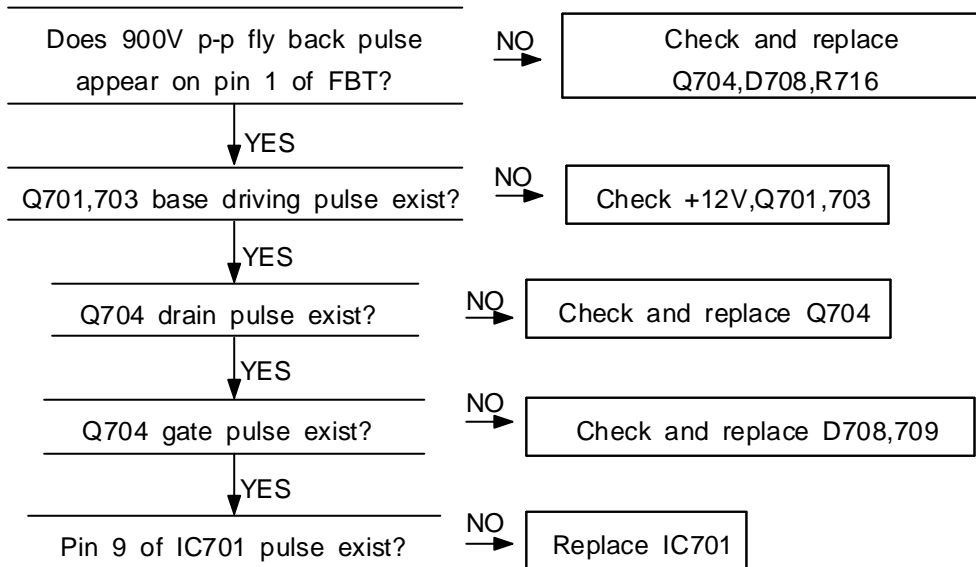 Does 900V p-p fly back pulse
appear on pin 1 of FBT?
NO
Check and replace
Q704,D708,R716
YES
Q701,703 base driving pulse exist?
NO
Check +12V,Q701,703
YES
Q704 drain pulse exist?
NO
Check and replace Q704
YES
Q704 gate pulse exist?
NO
Check and replace D708,709
YES
Pin 9 of IC701 pulse exist?
NO
Replace IC701